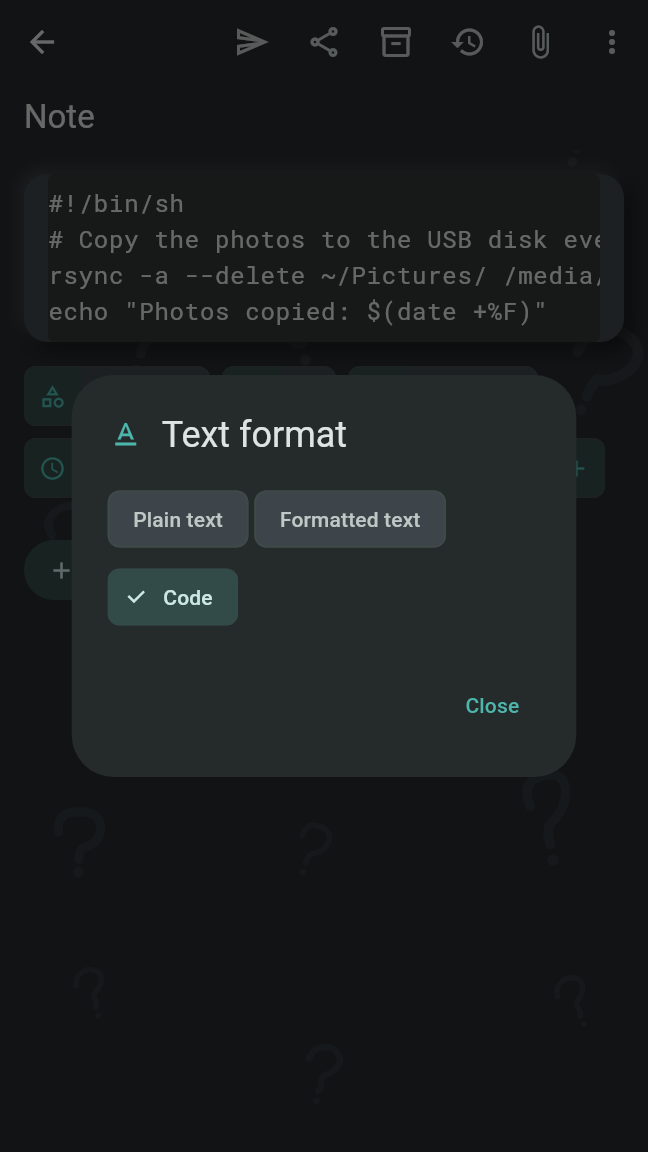 Note
#!/bin/sh
# Copy the photos to the USB disk eve
rsync -a --delete ~/Pictures/ /media/
echo "Photos copied: $(date +%F)"
Text format
Plain text
Formatted text
Code
Close